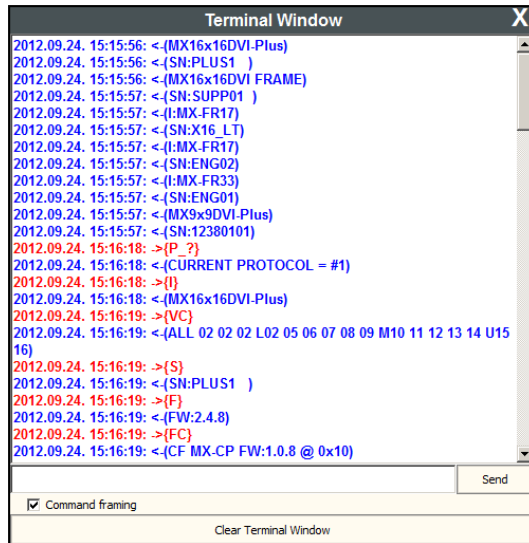 Terminal Window X
2012.09.24. 15:15:56: <-(MX16x16DVI-Plus)
2012.09.24. 15:15:56: <-(SN:PLUS1   )
2012.09.24. 15:15:56: <-(MX16x16DVI FRAME)
2012.09.24. 15:15:57: <-(SN:SUPP01  )
2012.09.24. 15:15:57: <-(I:MX-FR17)
2012.09.24. 15:15:57: <-(SN:X16_LT)
2012.09.24. 15:15:57: <-(I:MX-FR17)
2012.09.24. 15:15:57: <-(SN:ENG02)
2012.09.24. 15:15:57: <-(I:MX-FR33)
2012.09.24. 15:15:57: <-(SN:ENG01)
2012.09.24. 15:15:57: <-(MX9x9DVI-Plus)
2012.09.24. 15:15:57: <-(SN:12380101)
2012.09.24. 15:16:18: ->{P_?}
2012.09.24. 15:16:18: <-(CURRENT PROTOCOL = #1)
2012.09.24. 15:16:18: ->{I}
2012.09.24. 15:16:18: <-(MX16x16DVI-Plus)
2012.09.24. 15:16:19: ->{VC}
2012.09.24. 15:16:19: <-(ALL 02 02 02 L02 05 06 07 08 09 M10 11 12 13 14 U15
16)
2012.09.24. 15:16:19: ->{S}
2012.09.24. 15:16:19: <-(SN:PLUS1   )
2012.09.24. 15:16:19: ->{F}
2012.09.24. 15:16:19: <-(FW:2.4.8)
2012.09.24. 15:16:19: ->{FC}
2012.09.24. 15:16:19: <-(CF MX-CP FW:1.0.8 @ 0x10)
Send
Command framing
Clear Terminal Window